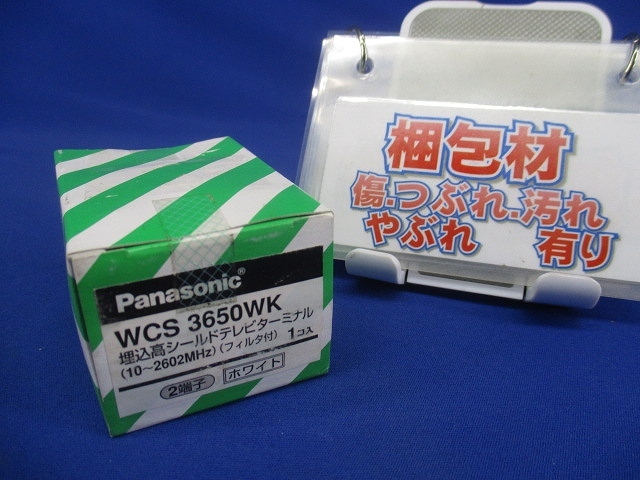 Panasonic®
WCS 3650WK
埋込高シールドテレビターミナル
(10～2602MHz)(フィルタ付) 1コ入
2端子 ホワイト
梱包材
傷.つぶれ.汚れ
やぶれ 有り